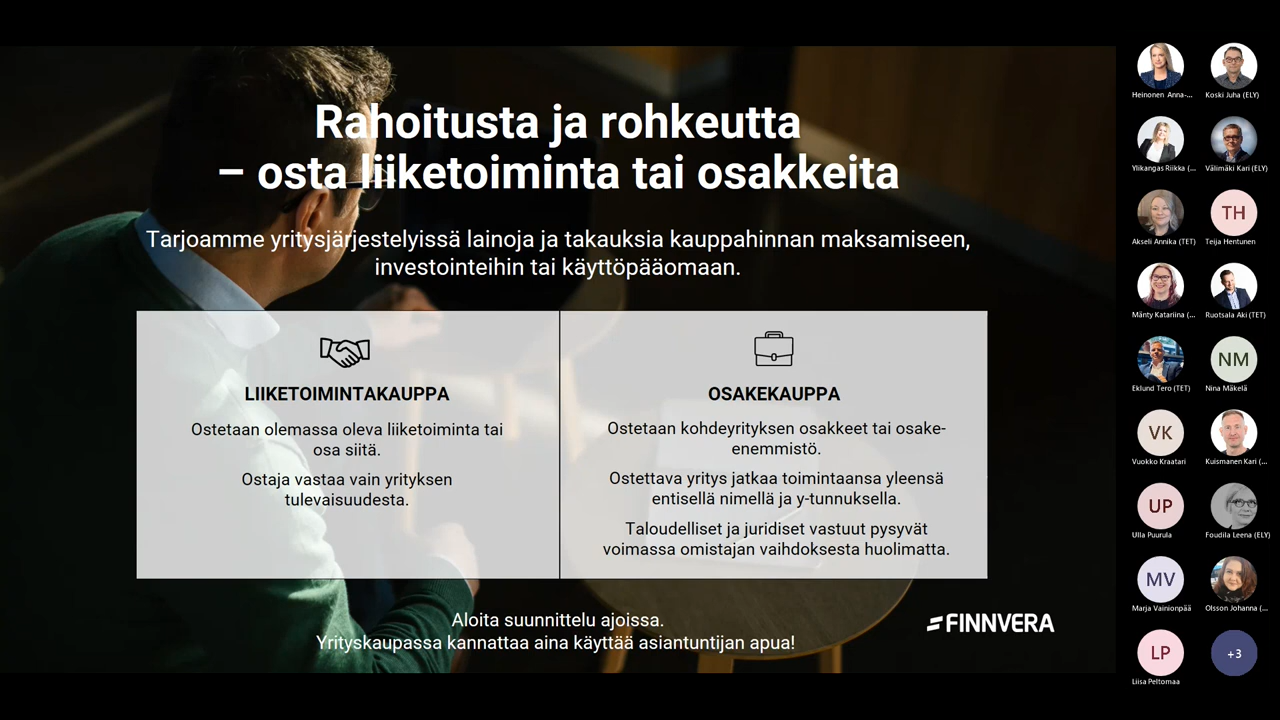 Rahoitusta ja rohkeutta
– osta liiketoiminta tai osakkeita
Tarjoamme yritysjärjestelyissä lainoja ja takauksia kauppahinnan maksamiseen,
investointeihin tai käyttöpääomaan.
LIIKETOIMINTAKAUPPA
Ostetaan olemassa oleva liiketoiminta tai
osa siitä.
Ostaja vastaa vain yrityksen
tulevaisuudesta.
OSAKEKAUPPA
Ostetaan kohdeyrityksen osakkeet tai osake-
enemmistö.
Ostettava yritys jatkaa toimintaansa yleensä
entisellä nimellä ja y-tunnuksella.
Taloudelliset ja juridiset vastuut pysyvät
voimassa omistajan vaihdoksesta huolimatta.
Aloita suunnittelu ajoissa.
Yrityskaupassa kannattaa aina käyttää asiantuntijan apua!
FINNVERA
Heinonen Anna-...
Koski Juha (ELY)
Ylikangas Riikka (...
Välimäki Kari (ELY)
Akseli Annika (TET)
TH
Teija Hentunen
Mänty Katariina (...
Ruotsala Aki (TET)
Eklund Tero (TET)
NM
Nina Mäkelä
VK
Vuokko Kraatari
Kuismanen Kari (...
UP
Ulla Puurula
Foudila Leena (ELY)
MV
Marja Vainionpää
Olsson Johanna (...
LP
Liisa Peltomaa
+3